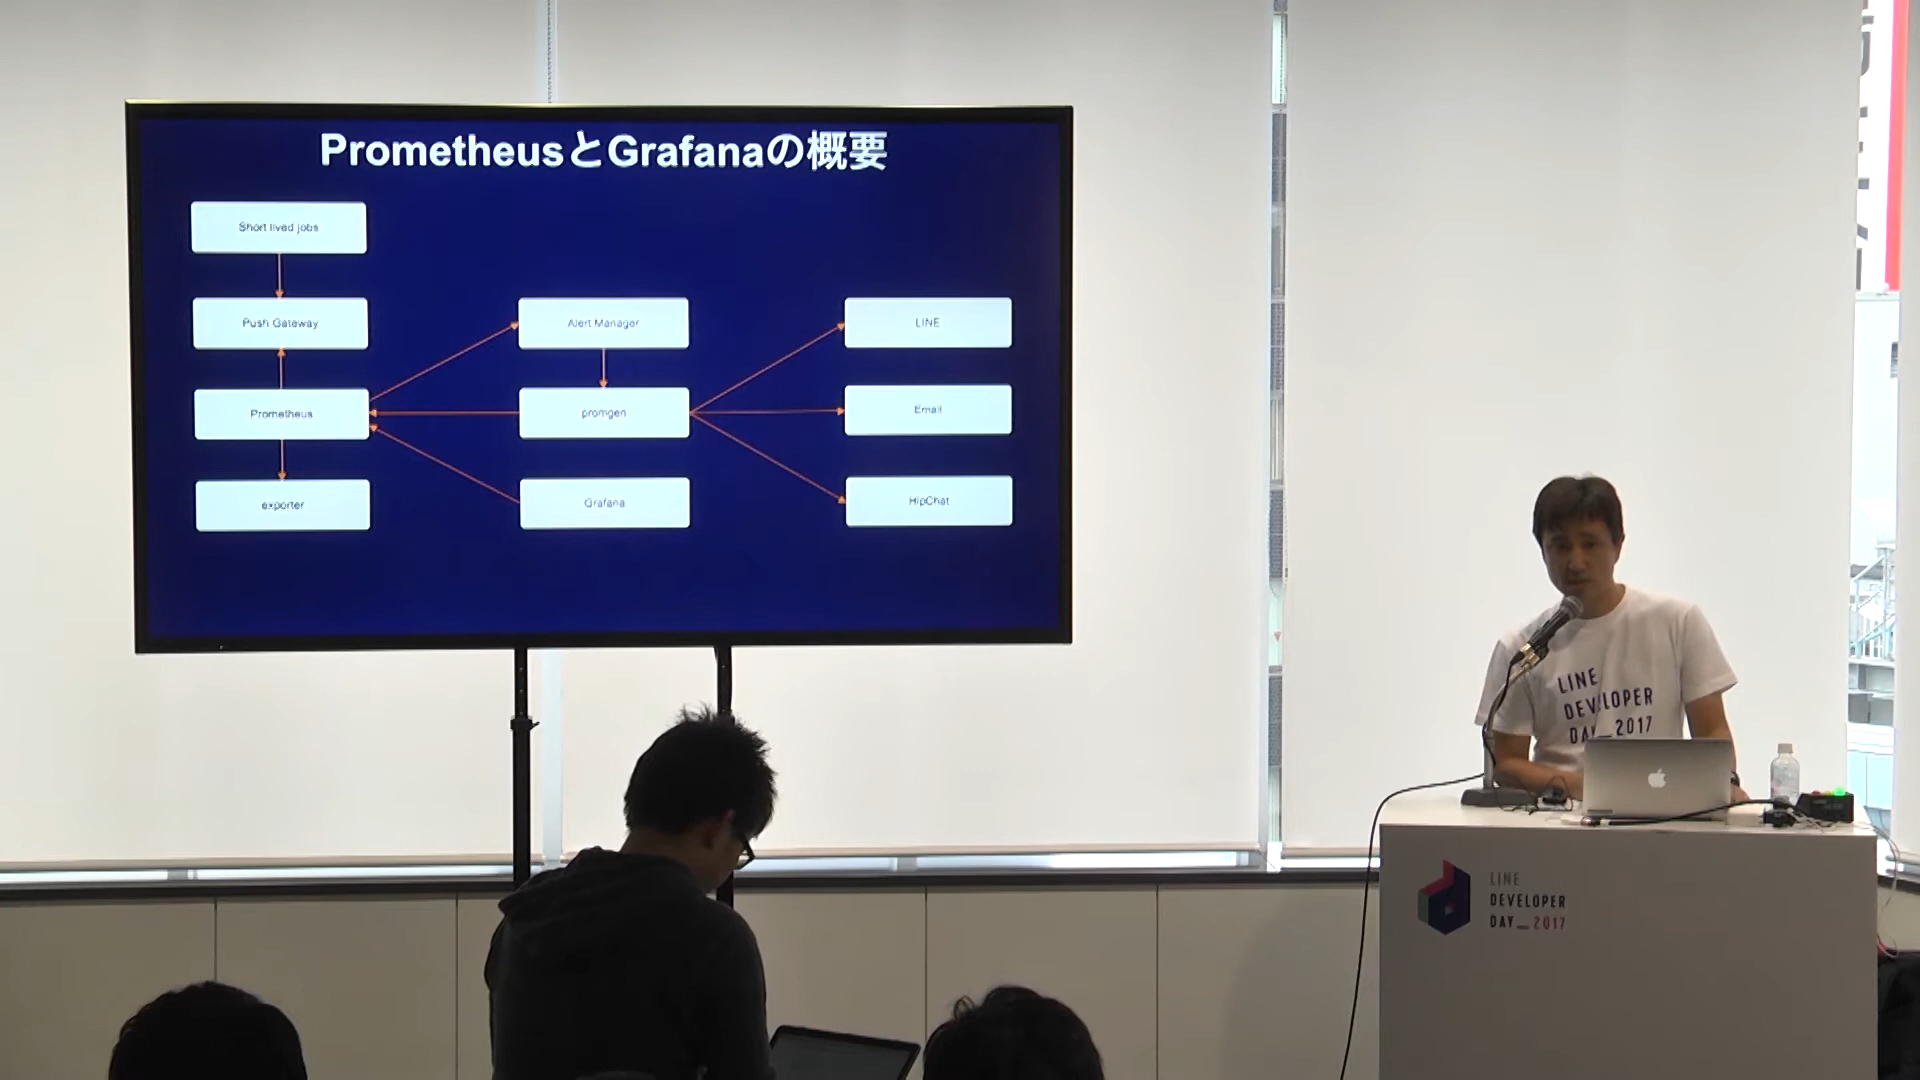 PrometheusとGrafanaの概要
Short lived jobs
Push Gateway
Alert Manager
LINE
Prometheus
promgen
Email
exporter
Grafana
HipChat
LINE
DEVELOPER
DAY_2017
LINE
DEVELOPER
DAY_2017